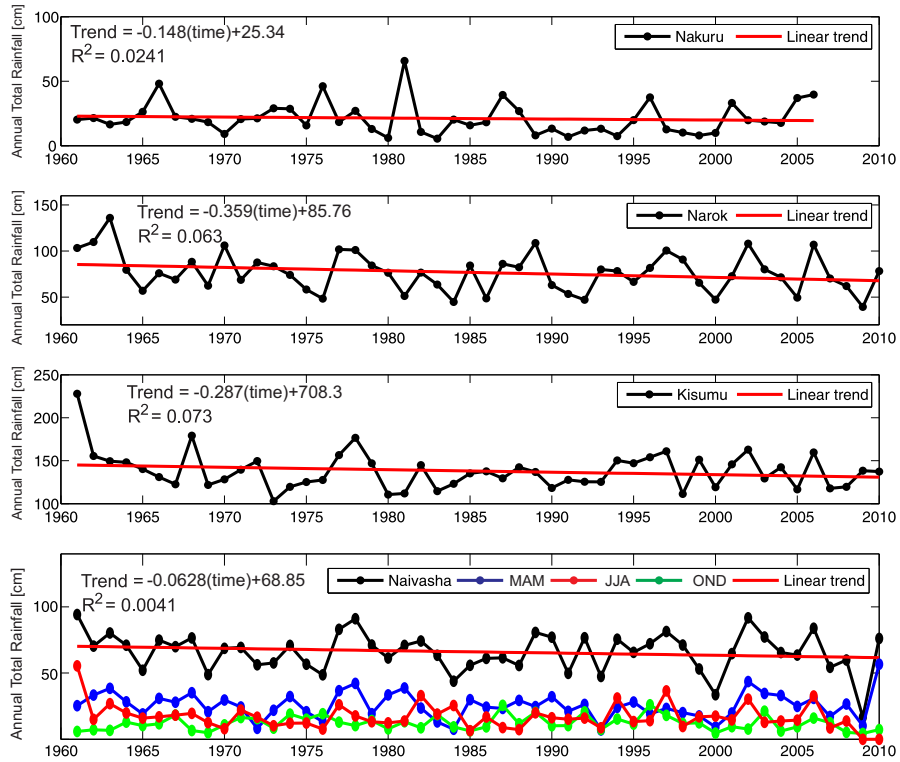 100
Trend = -0.148(time)+25.34
R2 = 0.0241
Nakuru Linear trend
Annual Total Rainfall [cm]
50
0
1960 1965 1970 1975 1980 1985 1990 1995 2000 2005 2010
150
Trend = -0.359(time)+85.76
R2 = 0.063
Narok Linear trend
Annual Total Rainfall [cm]
100
50
1960 1965 1970 1975 1980 1985 1990 1995 2000 2005 2010
250
Trend = -0.287(time)+708.3
R2 = 0.073
Kisumu Linear trend
Annual Total Rainfall [cm]
200
150
100
1960 1965 1970 1975 1980 1985 1990 1995 2000 2005 2010
Trend = -0.0628(time)+68.85
R2 = 0.0041
Naivasha MAM JJA OND Linear trend
Annual Total Rainfall [cm]
100
50
1960 1965 1970 1975 1980 1985 1990 1995 2000 2005 2010